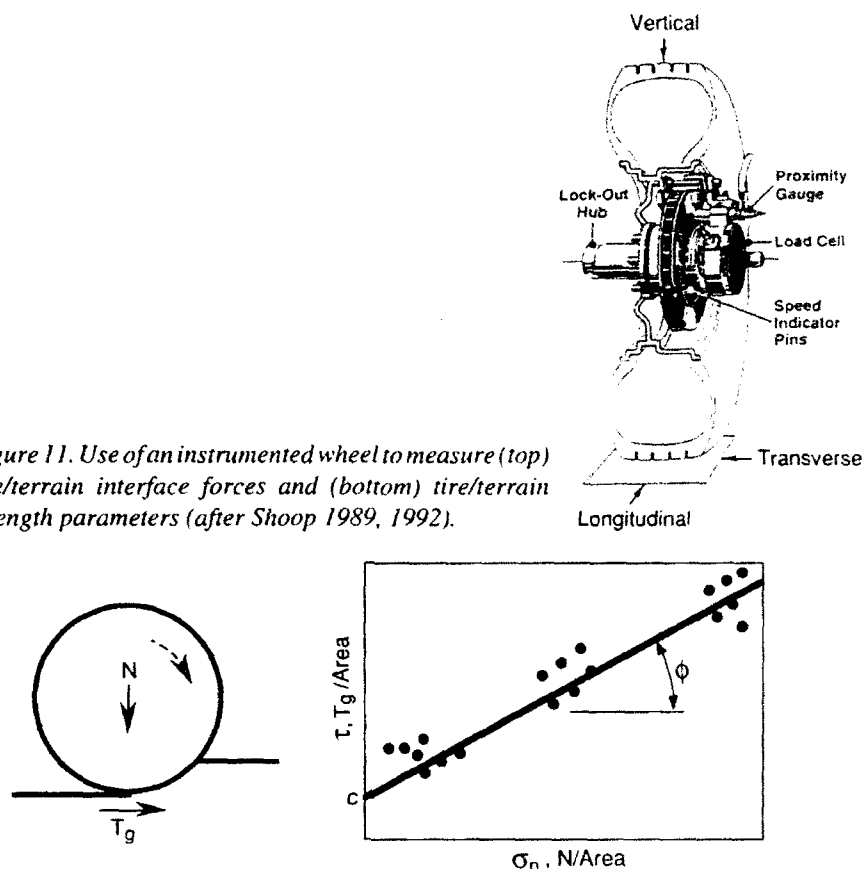 Vertical
Proximity
Gauge
Lock-Out
Hub
Load Cell
Speed
Indicator
Pins
Transverse
Longitudinal
gure 11. Use of an instrumented wheel to measure (top)
e/terrain interface forces and (bottom) tire/terrain
ength parameters (after Shoop 1989, 1992).
N
Tg
τ, Tg/Area
ϕ
c
σn, N/Area